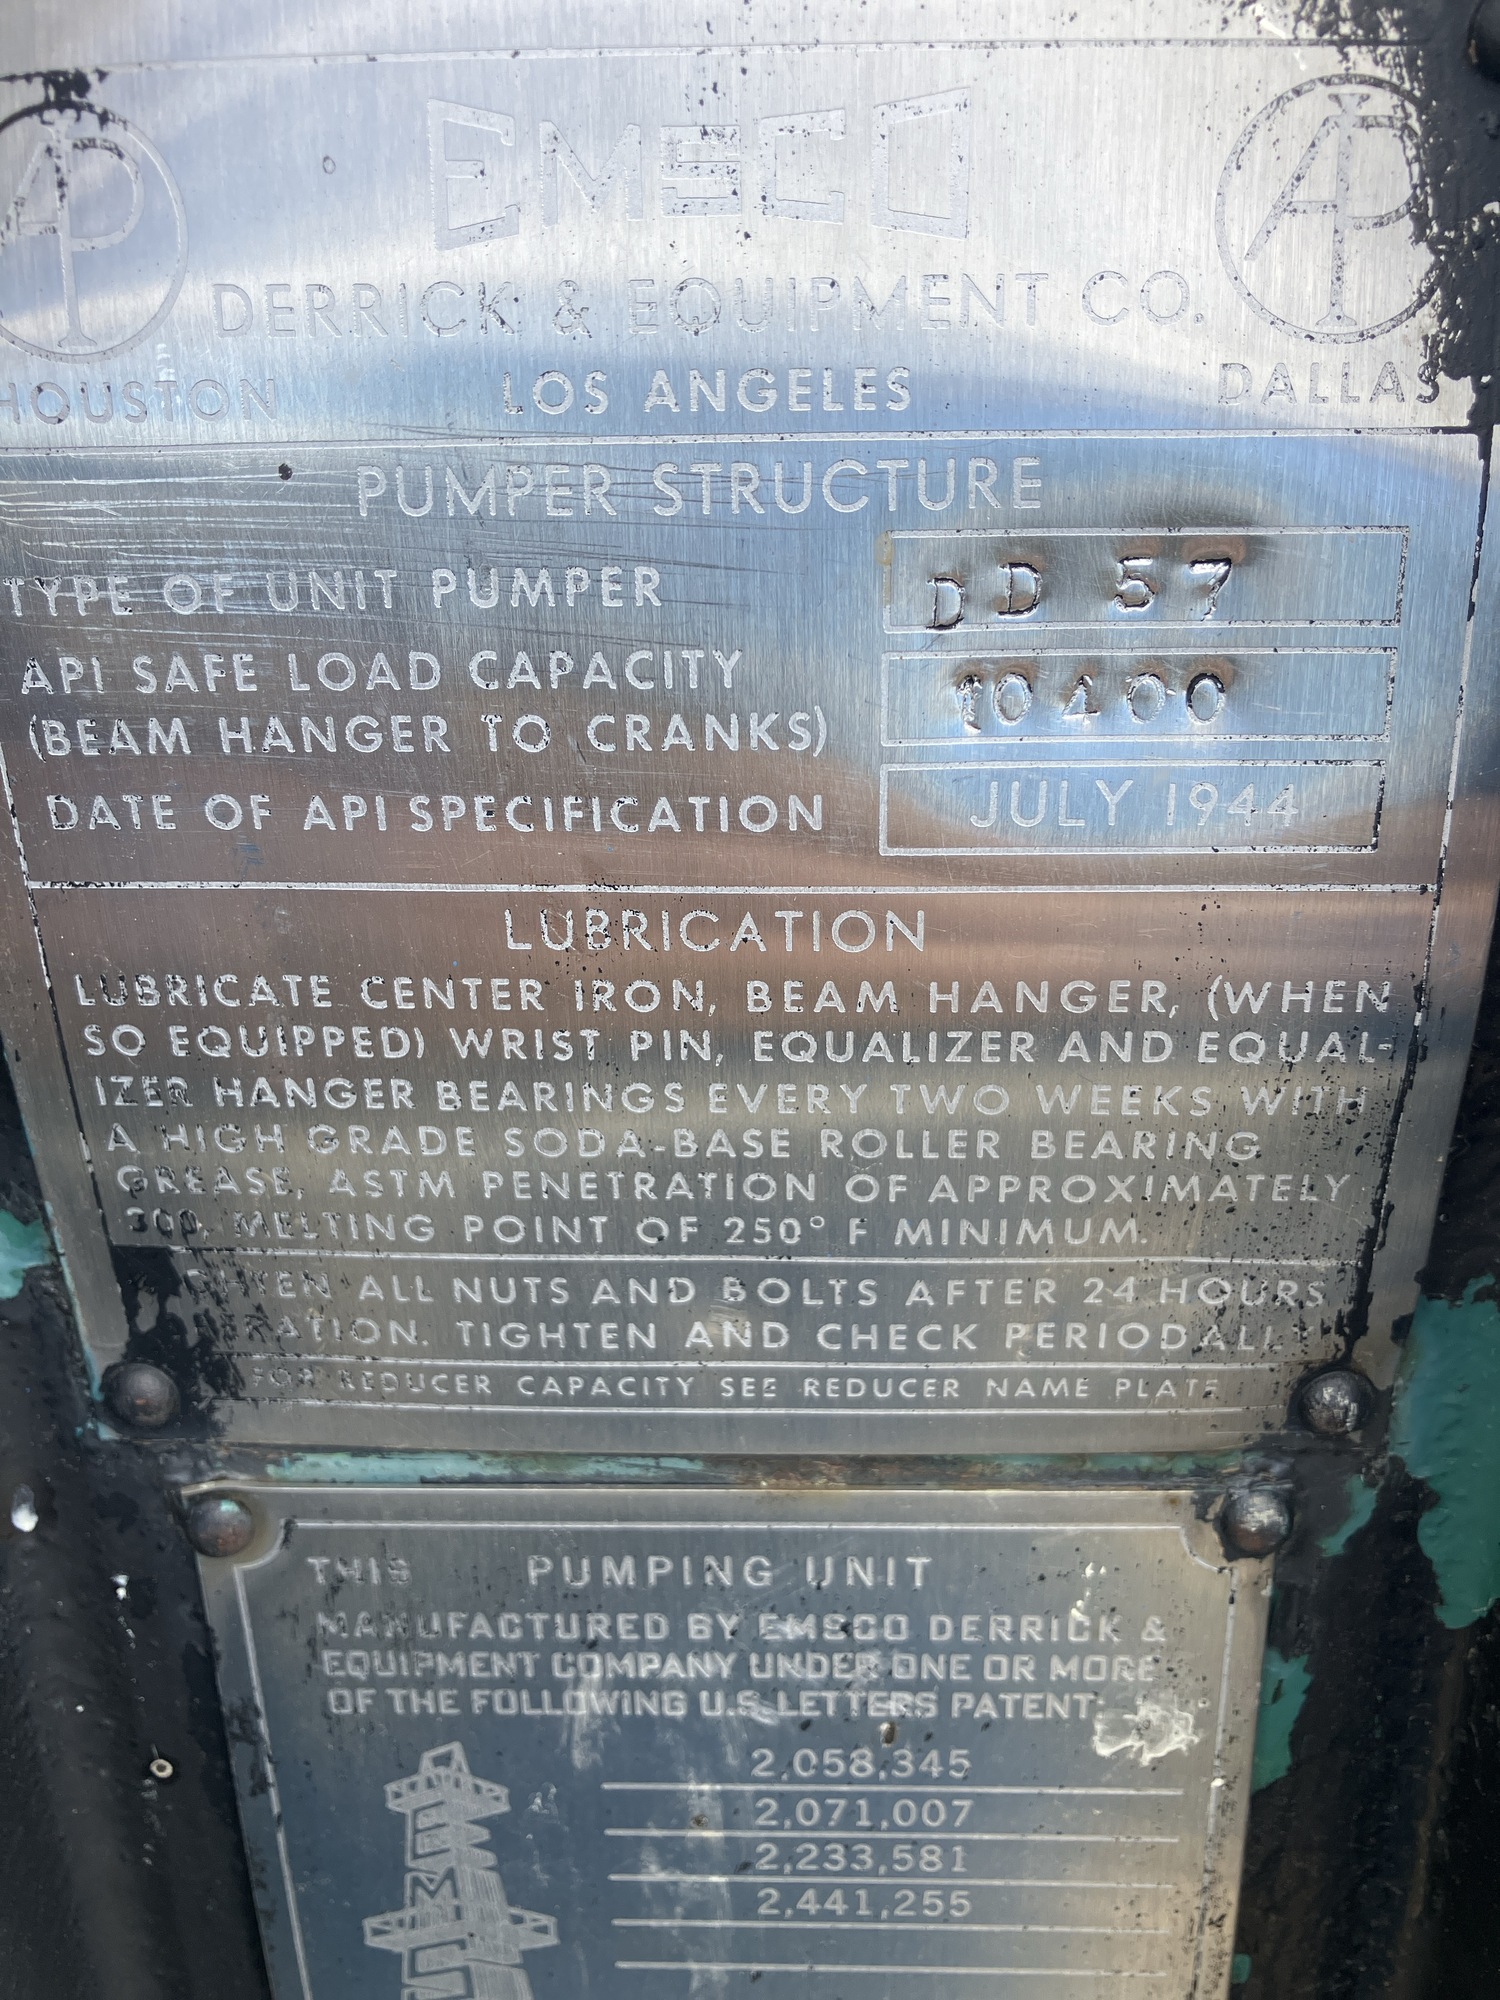 API
EMSCO
API
DERRICK & EQUIPMENT CO.
HOUSTON LOS ANGELES DALLAS
PUMPER STRUCTURE
TYPE OF UNIT PUMPER DD 57
API SAFE LOAD CAPACITY
(BEAM HANGER TO CRANKS) 10400
DATE OF API SPECIFICATION JULY 1944
LUBRICATION
LUBRICATE CENTER IRON, BEAM HANGER, (WHEN
SO EQUIPPED) WRIST PIN, EQUALIZER AND EQUAL-
IZER HANGER BEARINGS EVERY TWO WEEKS WITH
A HIGH GRADE SODA-BASE ROLLER BEARING
GREASE, ASTM PENETRATION OF APPROXIMATELY
300, MELTING POINT OF 250° F MINIMUM.
ALL NUTS AND BOLTS AFTER 24 HOURS
TIGHTEN AND CHECK PERIODALLY
FOR REDUCER CAPACITY SEE REDUCER NAME PLATE
THIS PUMPING UNIT
MANUFACTURED BY EMSCO DERRICK &
EQUIPMENT COMPANY UNDER ONE OR MORE
OF THE FOLLOWING U.S. LETTERS PATENT:
2,058,345
2,071,007
2,233,581
2,441,255
EMS